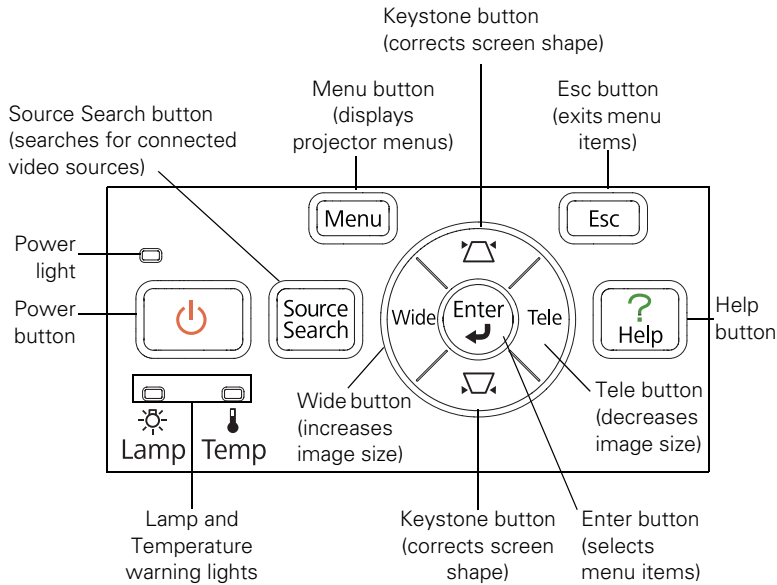 Keystone button
(corrects screen shape)
Menu button
(displays
projector menus)
Esc button
(exits menu
items)
Source Search button
(searches for connected
video sources)
Menu
Esc
Power
light
Power
button
Source
Search
Wide
Enter
Tele
?
Help
Help
button
Lamp
Temp
Wide button
(increases
image size)
Tele button
(decreases
image size)
Lamp and
Temperature
warning lights
Keystone button
(corrects screen
shape)
Enter button
(selects
menu items)